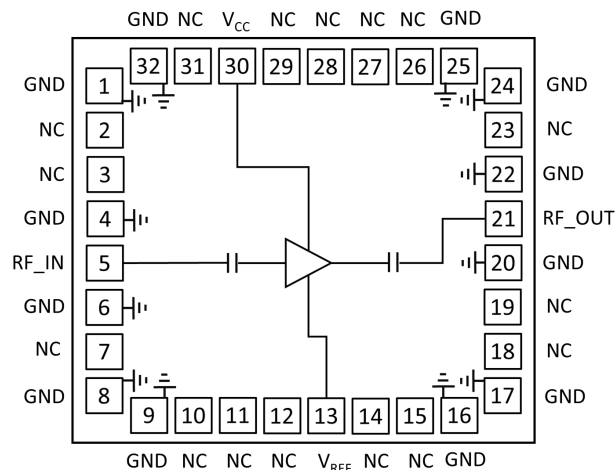 GND NC VCC NC NC NC NC GND
32 31 30 29 28 27 26 25
GND 1 24 GND
NC 2 23 NC
NC 3 22 GND
GND 4 21 RF_OUT
RF_IN 5 20 GND
GND 6 19 NC
NC 7 18 NC
GND 8 17 GND
9 10 11 12 13 14 15 16
GND NC NC NC VREF NC NC GND